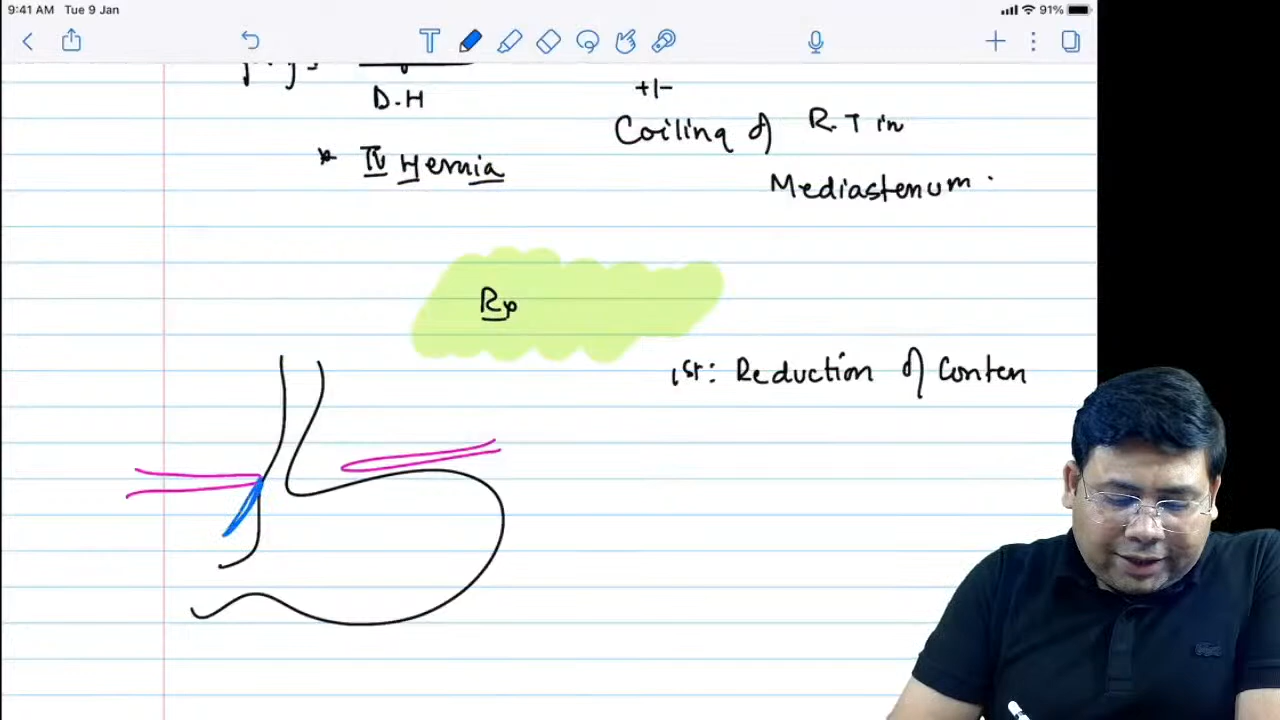 9:41 AM Tue 9 Jan
91%
D.H
+/-
Coiling of R.T in
* IV Hernia
Mediastenum.
Rx
1st: Reduction of Conten